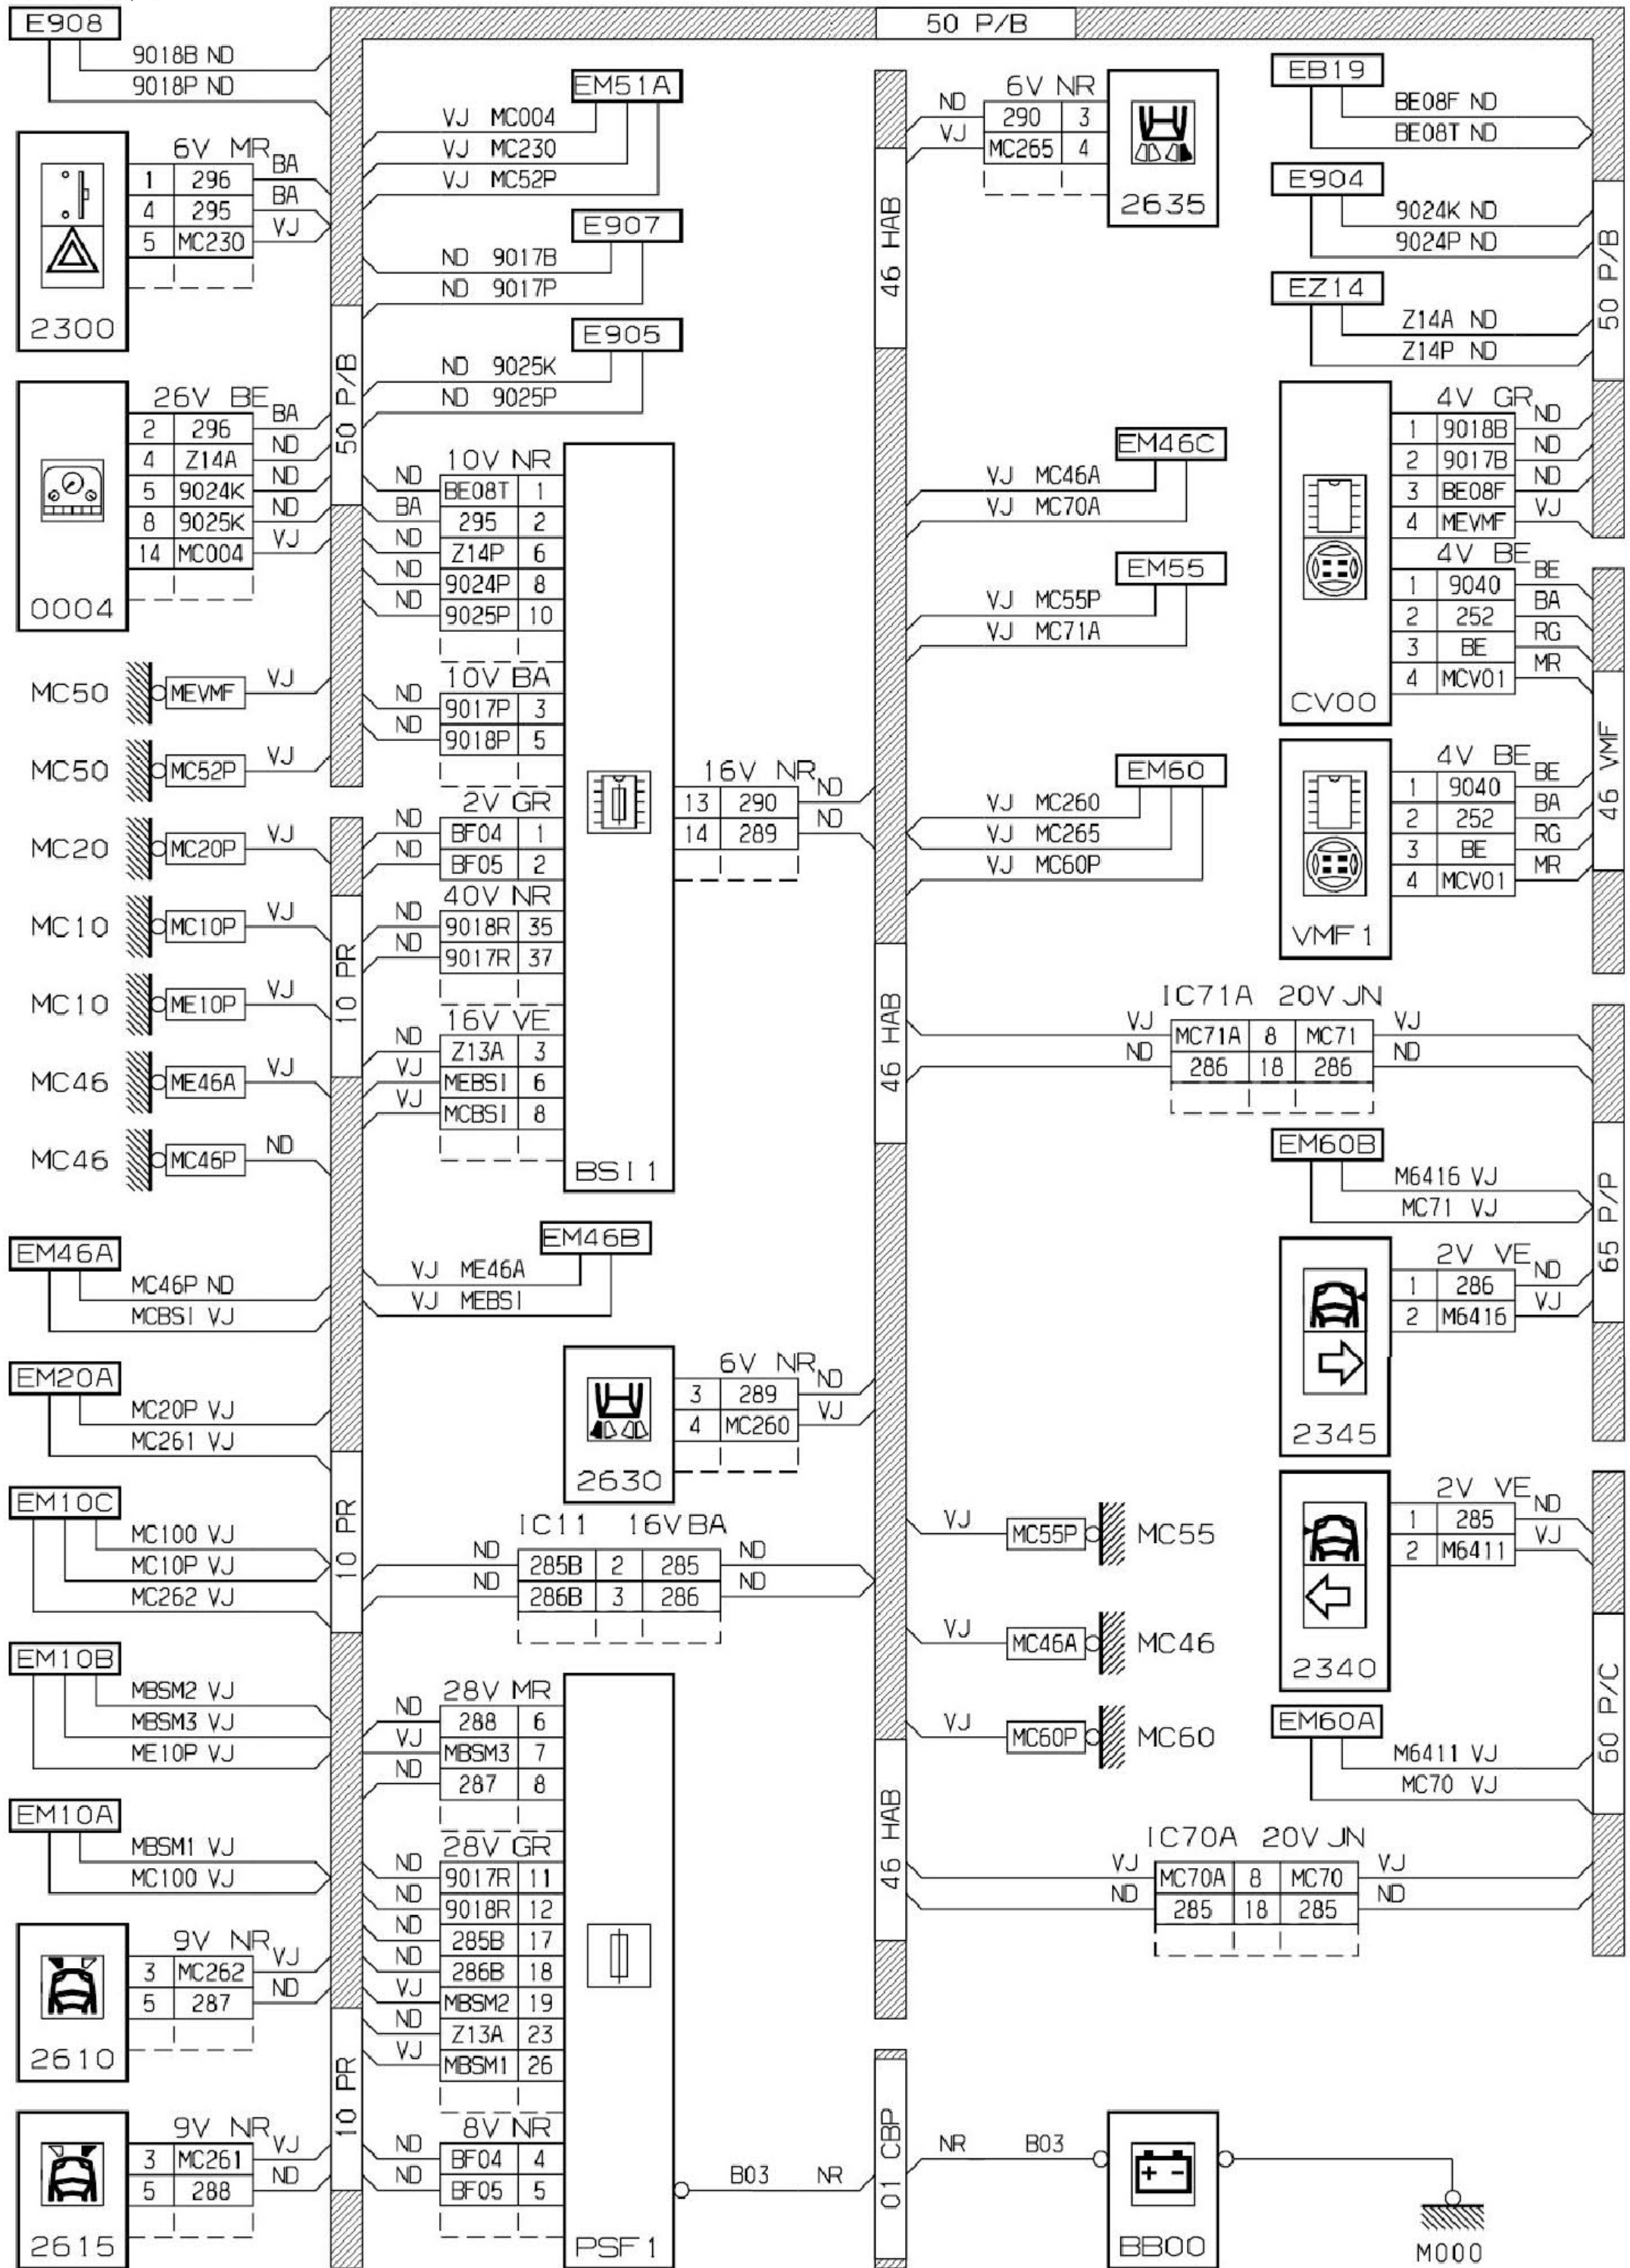 50 P/B
E908
9018B ND
9018P ND
6V MR
1 296 BA
4 295 BA
5 MC230 VJ
2300
26V BE
2 296 BA
4 Z14A ND
5 9024K ND
8 9025K ND
14 MC004 VJ
0004
MC50 MEVMF VJ
MC50 MC52P VJ
MC20 MC20P VJ
MC10 MC10P VJ
MC10 ME10P VJ
MC46 ME46A VJ
MC46 MC46P ND
EM46A
MC46P ND
MCBSI VJ
EM20A
MC20P VJ
MC261 VJ
EM10C
MC100 VJ
MC10P VJ
MC262 VJ
EM10B
MBSM2 VJ
MBSM3 VJ
ME10P VJ
EM10A
MBSM1 VJ
MC100 VJ
9V NR
3 MC262 VJ
5 287 ND
2610
9V NR
3 MC261 VJ
5 288 ND
2615
50 P/B
10 PR
10 PR
10 PR
EM51A
VJ MC004
VJ MC230
VJ MC52P
E907
ND 9017B
ND 9017P
E905
ND 9025K
ND 9025P
10V NR
ND BE08T 1
BA 295 2
ND Z14P 6
ND 9024P 8
ND 9025P 10
10V BA
ND 9017P 3
ND 9018P 5
2V GR
ND BF04 1
ND BF05 2
40V NR
ND 9018R 35
ND 9017R 37
16V VE
ND Z13A 3
VJ MEBSI 6
VJ MCBSI 8
BSI1
16V NR
13 290 ND
14 289 ND
EM46B
VJ ME46A
VJ MEBSI
6V NR
3 289 ND
4 MC260 VJ
2630
IC11 16V BA
ND 285B 2 285 ND
ND 286B 3 286 ND
28V MR
ND 288 6
VJ MBSM3 7
ND 287 8
28V GR
ND 9017R 11
ND 9018R 12
ND 285B 17
ND 286B 18
VJ MBSM2 19
ND Z13A 23
VJ MBSM1 26
8V NR
ND BF04 4
ND BF05 5
PSF1
B03 NR
46 HAB
46 HAB
46 HAB
01 CBP
6V NR
ND 290 3
VJ MC265 4
2635
EM46C
VJ MC46A
VJ MC70A
EM55
VJ MC55P
VJ MC71A
EM60
VJ MC260
VJ MC265
VJ MC60P
IC71A 20V JN
VJ MC71A 8 MC71 VJ
ND 286 18 286 ND
VJ MC55P MC55
VJ MC46A MC46
VJ MC60P MC60
IC70A 20V JN
VJ MC70A 8 MC70 VJ
ND 285 18 285 ND
NR B03
BB00
M000
EB19
BE08F ND
BE08T ND
E904
9024K ND
9024P ND
EZ14
Z14A ND
Z14P ND
4V GR
1 9018B ND
2 9017B ND
3 BE08F ND
4 MEVMF VJ
4V BE
1 9040 BE
2 252 BA
3 BE RG
4 MCV01 MR
CV00
4V BE
1 9040 BE
2 252 BA
3 BE RG
4 MCV01 MR
VMF1
EM60B
M6416 VJ
MC71 VJ
2V VE
1 286 ND
2 M6416 VJ
2345
2V VE
1 285 ND
2 M6411 VJ
2340
EM60A
M6411 VJ
MC70 VJ
50 P/B
46 VMF
65 P/P
60 P/C